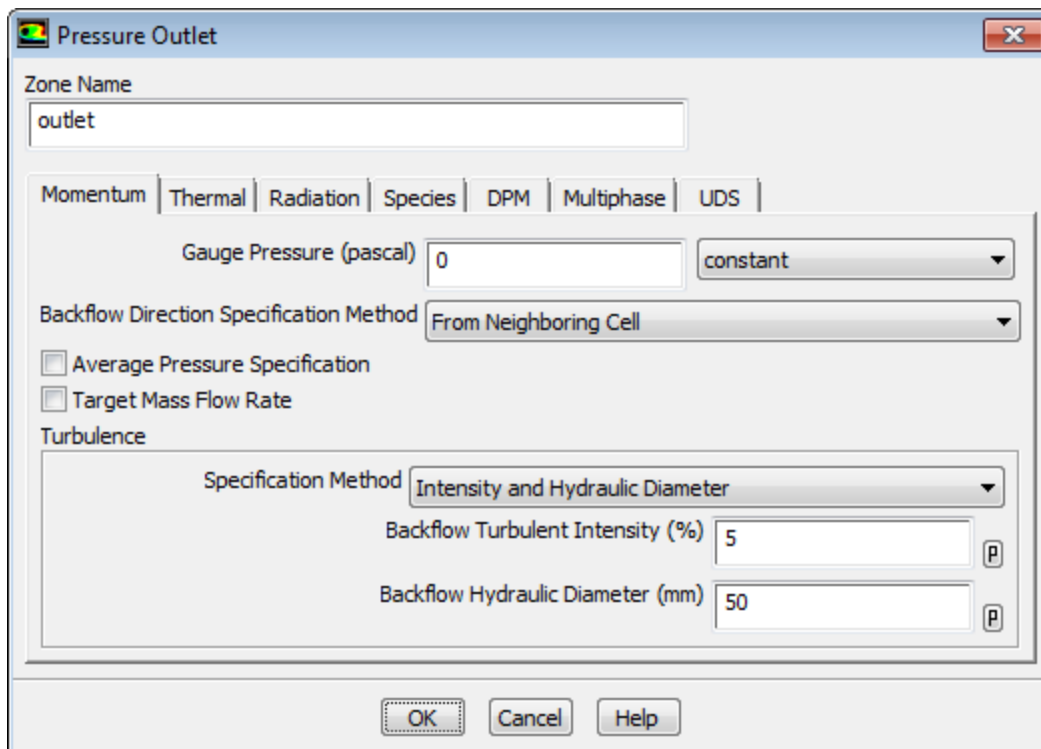 Pressure Outlet
Zone Name
outlet
Momentum Thermal Radiation Species DPM Multiphase UDS
Gauge Pressure (pascal) 0 constant
Backflow Direction Specification Method From Neighboring Cell
Average Pressure Specification
Target Mass Flow Rate
Turbulence
Specification Method Intensity and Hydraulic Diameter
Backflow Turbulent Intensity (%) 5 P
Backflow Hydraulic Diameter (mm) 50 P
OK Cancel Help